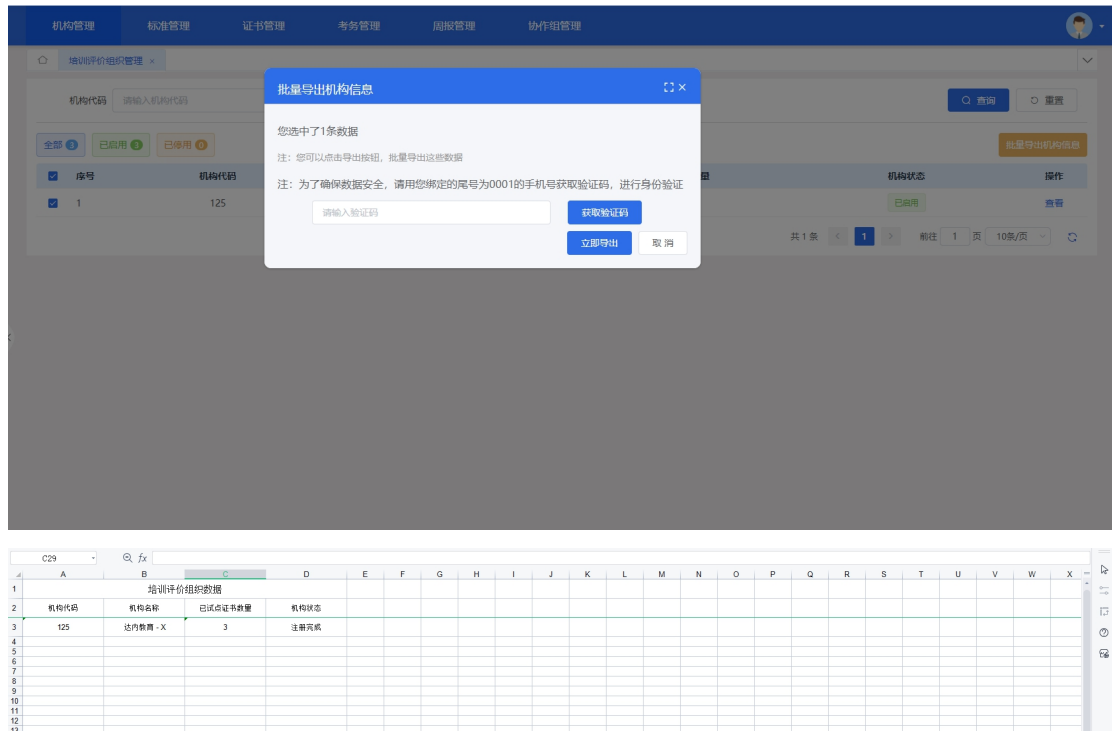 机构管理 标准管理 证书管理 考务管理 周报管理 协作组管理
培训评价组织管理 ×
机构代码 请输入机构代码 查询 重置
全部 3 已启用 3 已停用 0 批量导出机构信息
序号 机构代码 量 机构状态 操作
1 125 已启用 查看
共 1 条 1 前往 1 页 10条/页
批量导出机构信息
您选中了1条数据
注：您可以点击导出按钮，批量导出这些数据
注：为了确保数据安全，请用您绑定的尾号为0001的手机号获取验证码，进行身份验证
请输入验证码 获取验证码
立即导出 取 消
C29 fx
A B C D E F G H I J K L M N O P Q R S T U V W X
1 培训评价组织数据
2 机构代码 机构名称 已试点证书数量 机构状态
3 125 达内教育 - X 3 注册完成
4
5
6
7
8
9
10
11
12
13